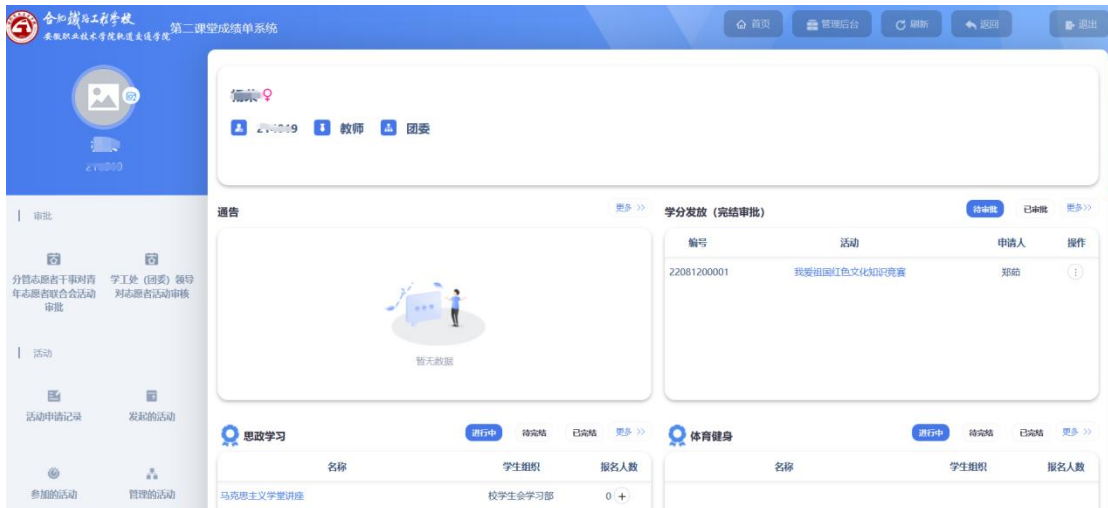 合肥铁路工程学校
安徽职业技术学院轨道交通学院
第二课堂成绩单系统
首页
管理后台
刷新
返回
退出
教师
团委
审批
分管志愿者干事对青
年志愿者联合会活动
审批
学工处 (团委) 领导
对志愿者活动审核
活动
活动申请记录
发起的活动
参加的活动
管理的活动
通告
更多 >>
暂无数据
学分发放 (完结审批)
待审批
已审批
更多>>
编号
活动
申请人
操作
22081200001
我爱祖国红色文化知识竞赛
郑茹
思政学习
进行中
待完结
已完结
更多 >>
名称
学生组织
报名人数
马克思主义学堂讲座
校学生会学习部
0 +
体育健身
进行中
待完结
已完结
更多 >>
名称
学生组织
报名人数